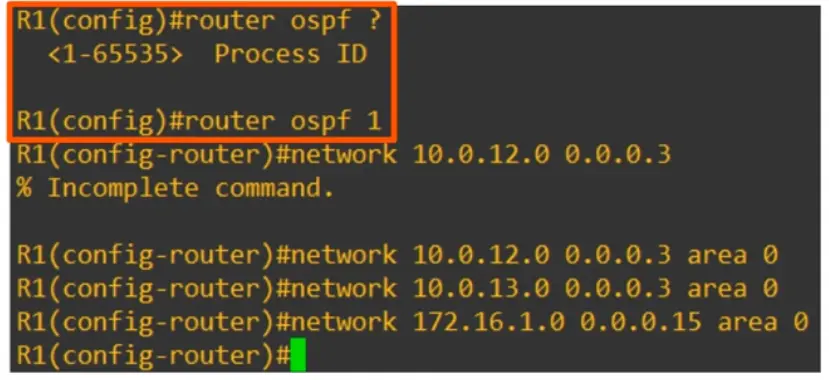 R1(config)#router ospf ?
<1-65535> Process ID
R1(config)#router ospf 1
R1(config-router)#network 10.0.12.0 0.0.0.3
% Incomplete command.
R1(config-router)#network 10.0.12.0 0.0.0.3 area 0
R1(config-router)#network 10.0.13.0 0.0.0.3 area 0
R1(config-router)#network 172.16.1.0 0.0.0.15 area 0
R1(config-router)#